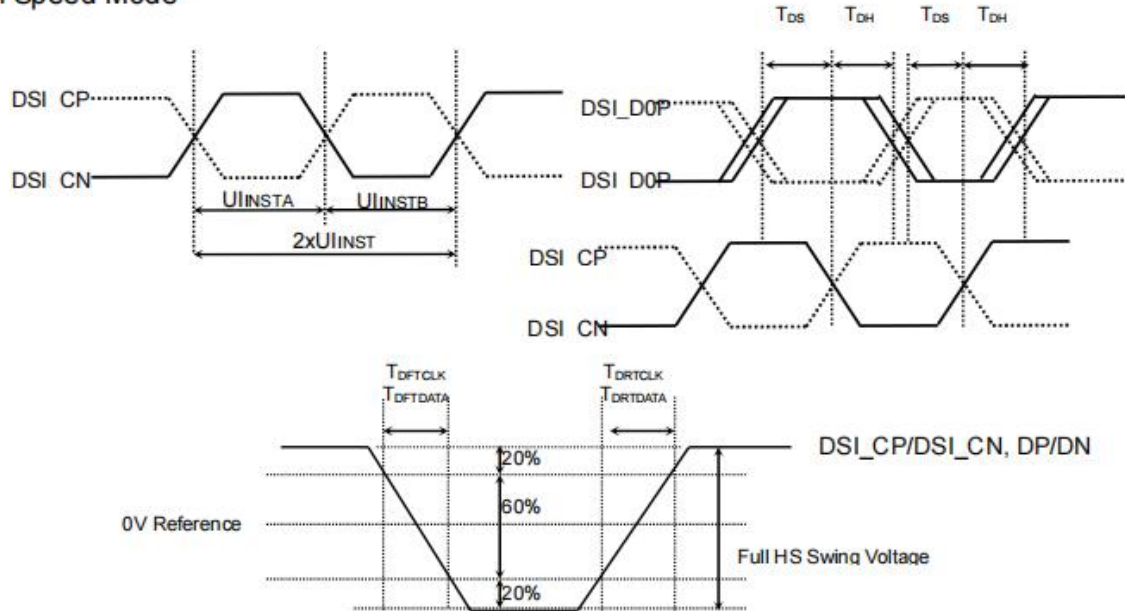 Speed Mode
TDS TDH TDS TDH
DSI CP
DSI CN
UIINSTA UIINSTB
2xUIINST
DSI_D0P
DSI D0P
DSI CP
DSI CN
TDFTCLK
TDFTDATA
TDRTCLK
TDRTDATA
20%
60%
20%
0V Reference
DSI_CP/DSI_CN, DP/DN
Full HS Swing Voltage